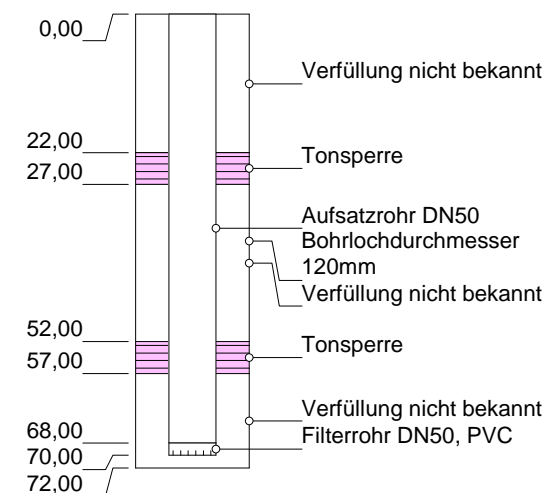 0,00
Verfüllung nicht bekannt
22,00
Tonsperre
27,00
Aufsatzrohr DN50
Bohrlochdurchmesser
120mm
Verfüllung nicht bekannt
52,00
Tonsperre
57,00
Verfüllung nicht bekannt
68,00
Filterrohr DN50, PVC
70,00
72,00